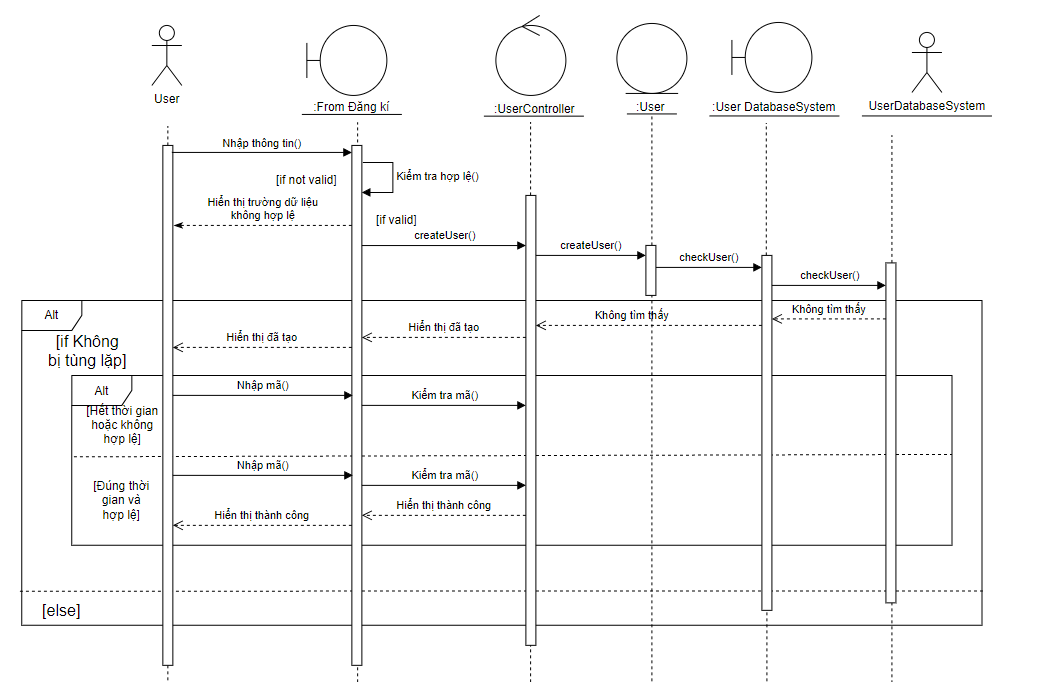 User
:From Đăng kí
:UserController
:User
:User DatabaseSystem
UserDatabaseSystem
Nhập thông tin()
Kiểm tra hợp lệ()
[if not valid]
Hiển thị trường dữ liệu
không hợp lệ
[if valid]
createUser()
createUser()
checkUser()
checkUser()
Alt
Không tìm thấy
Không tìm thấy
Hiển thị đã tạo
Hiển thị đã tạo
[if Không
bị tùng lặp]
Alt
Nhập mã()
Kiểm tra mã()
[Hết thời gian
hoặc không
hợp lệ]
Nhập mã()
Kiểm tra mã()
[Đúng thời
gian và
hợp lệ]
Hiển thị thành công
Hiển thị thành công
[else]